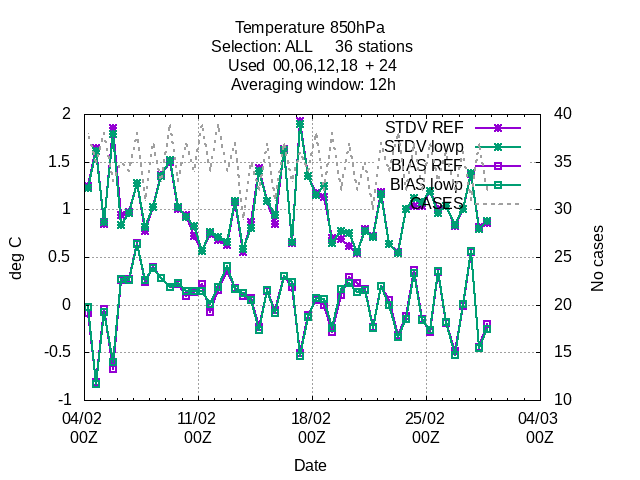 Temperature 850hPa
Selection: ALL 36 stations
Used 00,06,12,18 + 24
Averaging window: 12h
2
1.5
1
0.5
0
-0.5
-1
deg C
40
35
30
25
20
15
10
No cases
STDV REF
STDV lowp
BIAS REF
BIAS lowp
CASES
04/02 11/02 18/02 25/02 04/03
00Z 00Z 00Z 00Z 00Z
Date